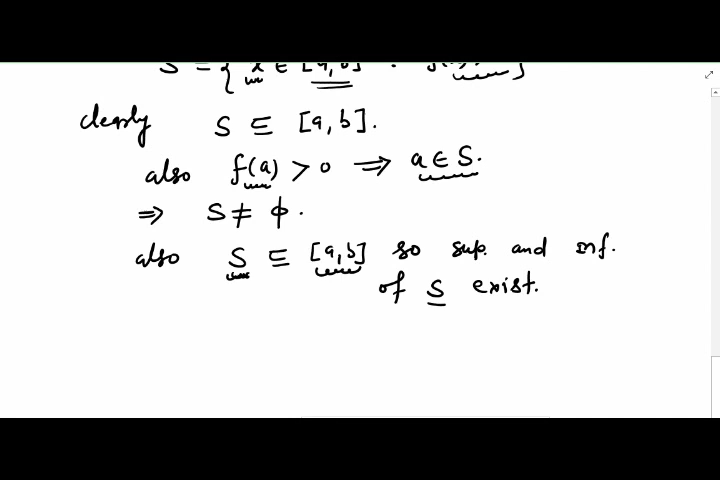 S = { x ∈ [a,b] :
clearly S ⊆ [a, b].
also f(a) > 0 ⟹ a ∈ S.
⟹ S ≠ ϕ.
also S ⊆ [a,b] so sup. and inf.
of S exist.